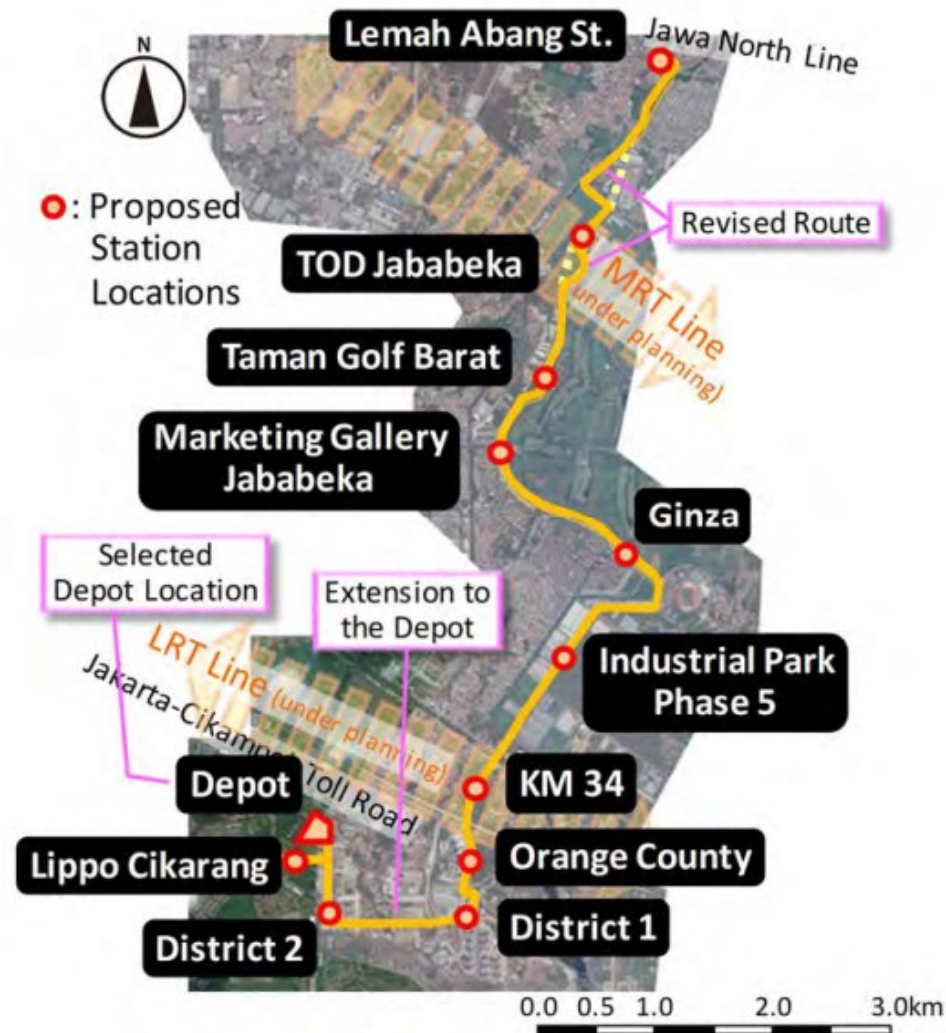 Lemah Abang St.
Jawa North Line
N
: Proposed
Station
Locations
Revised Route
TOD Jababeka
MRT Line
(under planning)
Taman Golf Barat
Marketing Gallery
Jababeka
Ginza
Selected
Depot Location
Extension to
the Depot
LRT Line (under planning)
Jakarta-Cikampek Toll Road
Industrial Park
Phase 5
Depot
KM 34
Lippo Cikarang
Orange County
District 2
District 1
0.0 0.5 1.0 2.0 3.0km